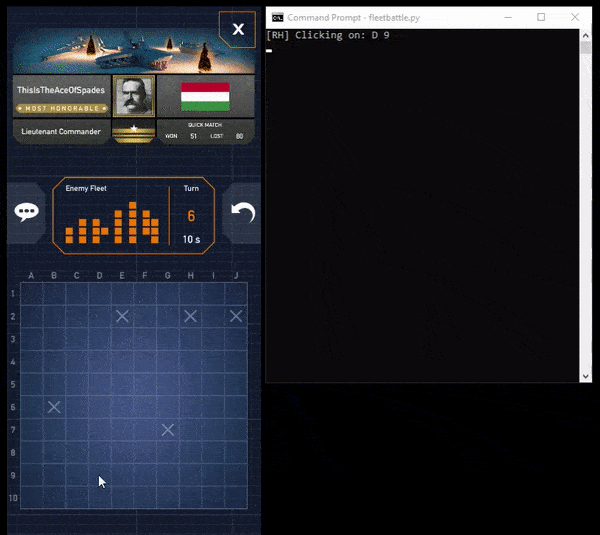 X
ThisIsTheAceOfSpades
MOST HONORABLE
Lieutenant Commander
QUICK MATCH
WON 51 LOST 80
Enemy Fleet
Turn
6
10 s
A B C D E F G H I J
1
2
3
4
5
6
7
8
9
10
Command Prompt - fleetbattle.py
[RH] Clicking on: D 9